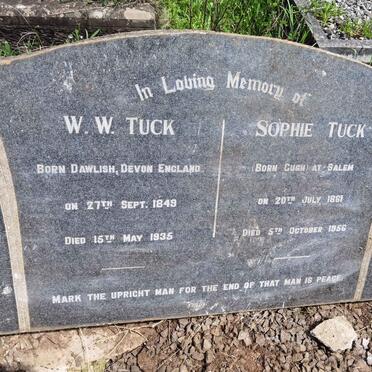 In Loving Memory of
W. W. TUCK
BORN DAWLISH, DEVON ENGLAND
ON 27TH SEPT. 1849
DIED 15TH MAY 1935
SOPHIE TUCK
(BORN GUSH) AT SALEM
ON 20TH JULY 1861
DIED 5TH OCTOBER 1956
MARK THE UPRIGHT MAN FOR THE END OF THAT MAN IS PEACE